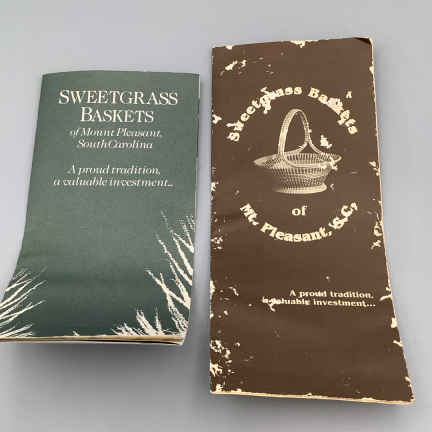 SWEETGRASS
BASKETS
of Mount Pleasant,
South Carolina
A proud tradition,
a valuable investment...
Sweetgrass Baskets
of
Mt. Pleasant, S.C.
A proud tradition,
a valuable investment...